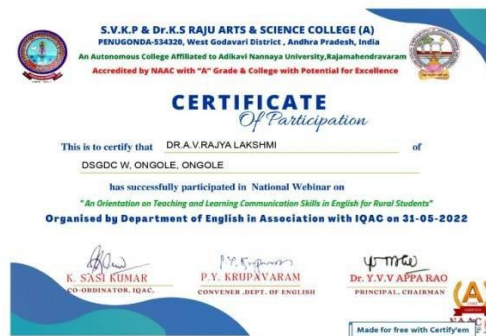 S.V.K.P & Dr.K.S RAJU ARTS & SCIENCE COLLEGE (A)
PENUGONDA-534320, West Godavari District , Andhra Pradesh, India
An Autonomous College Affiliated to Adikavi Nannaya University,Rajamahendravaram
Accredited by NAAC with "A" Grade & College with Potential for Excellence
CERTIFICATE
Of Participation
This is to certify that DR.A.V.RAJYA LAKSHMI of
DSGDC W, ONGOLE, ONGOLE
has successfully participated in National Webinar on
"An Orientation on Teaching and Learning Communication Skills in English for Rural Students"
Organised by Department of English in Association with IQAC on 31-05-2022
K. SASI KUMAR P.Y. KRUPAVARAM Dr. Y.V.V APPA RAO
CO-ORDINATOR, IQAC. CONVENER ,DEPT. OF ENGLISH PRINCIPAL, CHAIRMAN
A
NAAC
Made for free with Certify'em